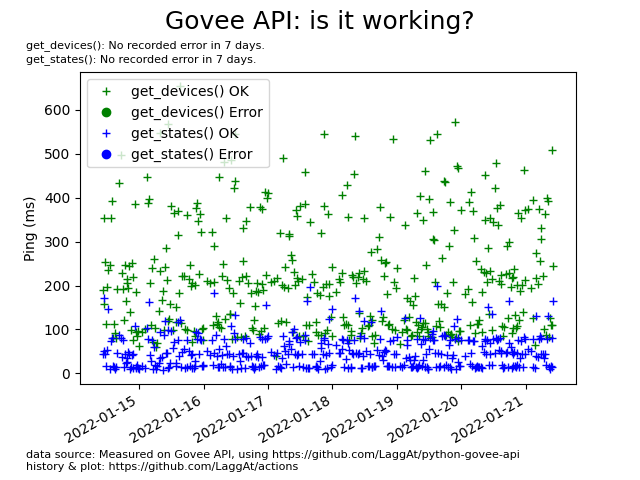 Govee API: is it working?
get_devices(): No recorded error in 7 days.
get_states(): No recorded error in 7 days.
get_devices() OK
get_devices() Error
get_states() OK
get_states() Error
Ping (ms)
600
500
400
300
200
100
0
2022-01-15
2022-01-16
2022-01-17
2022-01-18
2022-01-19
2022-01-20
2022-01-21
data source: Measured on Govee API, using https://github.com/LaggAt/python-govee-api
history & plot: https://github.com/LaggAt/actions